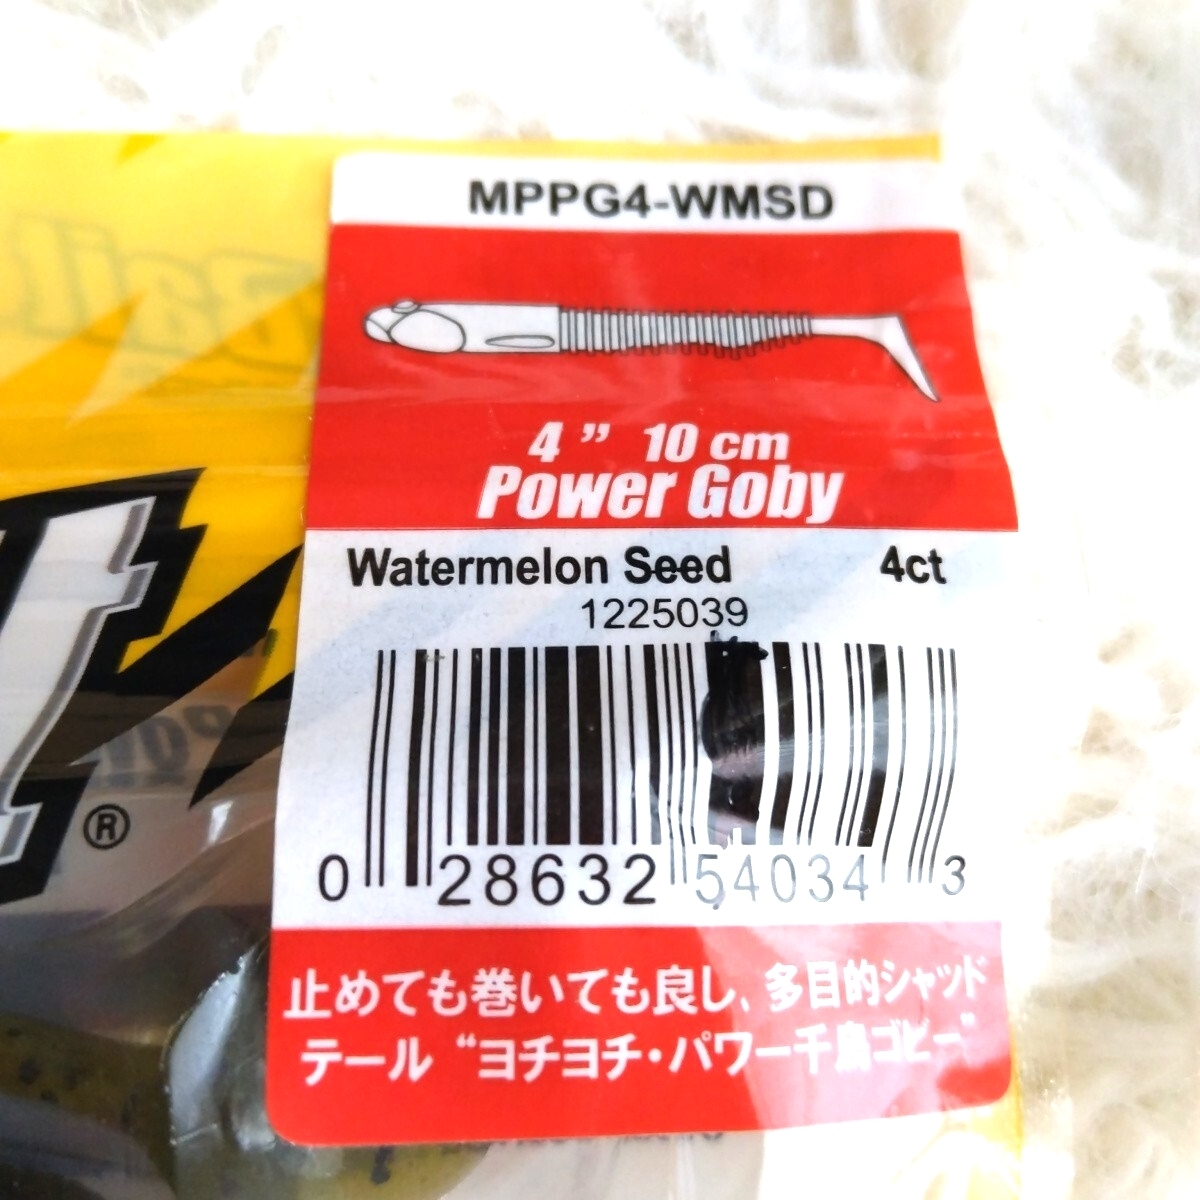 MPPG4-WMSD
4" 10 cm
Power Goby
Watermelon Seed 4ct
1225039
0 28632 54034 3
®
止めても巻いても良し、多目的シャッド
テール“ヨチヨチ・パワー千鳥ゴビー”